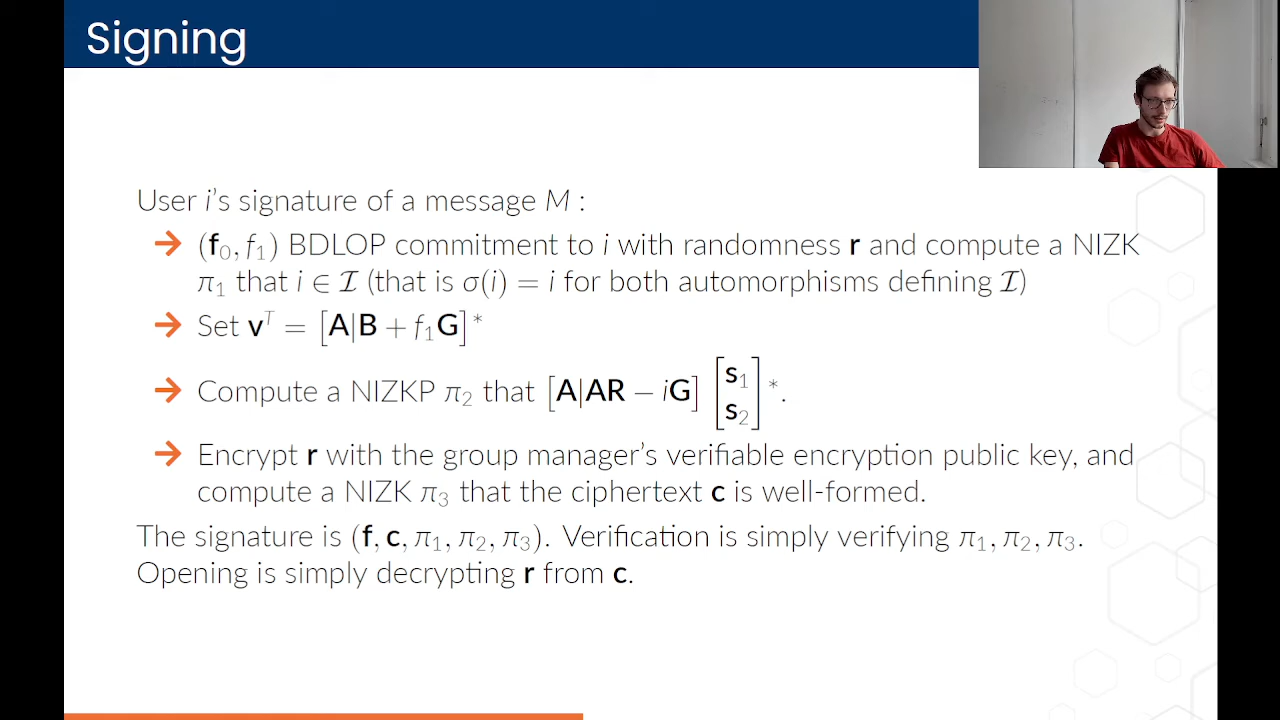 Signing
User i's signature of a message M :
→ (f₀, f₁) BDLOP commitment to i with randomness r and compute a NIZK
π₁ that i ∈ 𝓘 (that is σ(i) = i for both automorphisms defining 𝓘)
→ Set vᵀ = [A|B + f₁G]*
→ Compute a NIZKP π₂ that [A|AR − iG] [s₁ s₂]*.
→ Encrypt r with the group manager's verifiable encryption public key, and
compute a NIZK π₃ that the ciphertext c is well-formed.
The signature is (f, c, π₁, π₂, π₃). Verification is simply verifying π₁, π₂, π₃.
Opening is simply decrypting r from c.